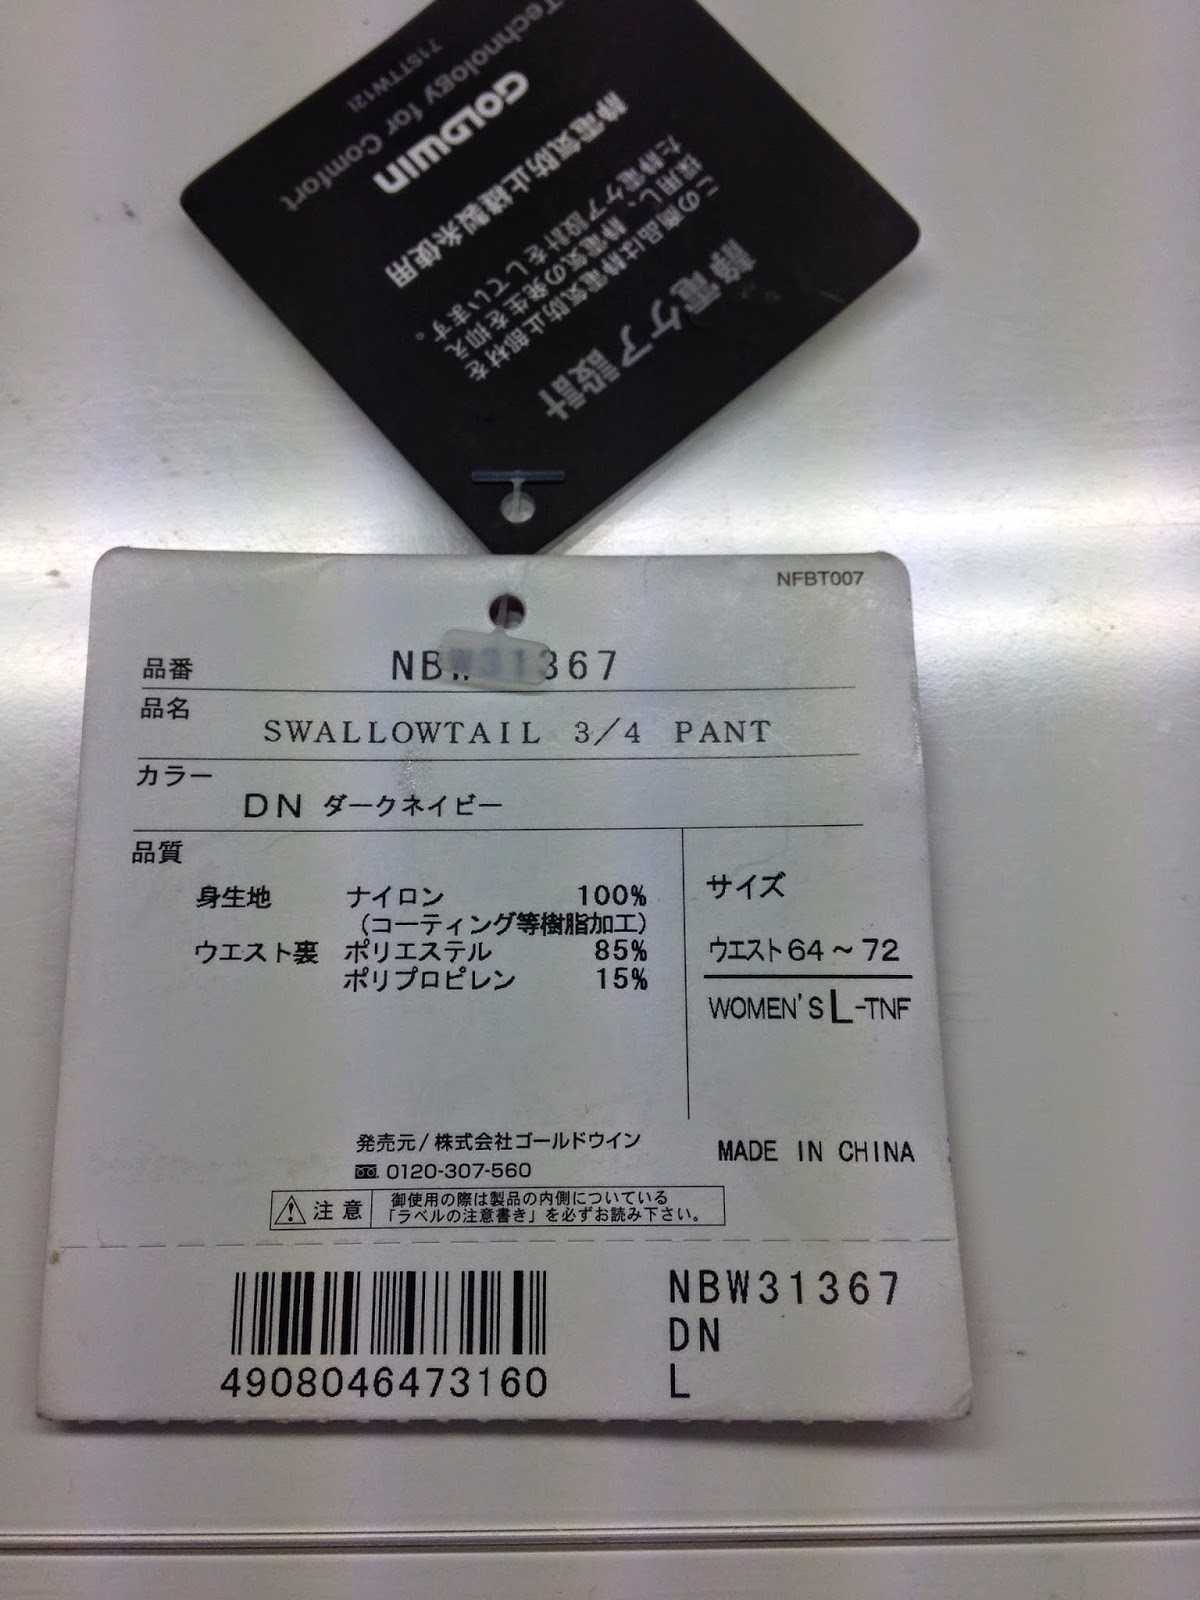 静電ケア設計
この商品は静電気防止部材を
採用し、静電気の発生を抑え
た静電ケア設計をしています。
静電気防止縫製糸使用
GOLDWIN
Technology for Comfort
71STTW12I
NFBT007
品番 NBW31367
品名 SWALLOWTAIL 3/4 PANT
カラー
DN ダークネイビー
品質
身生地 ナイロン 100%
(コーティング等樹脂加工)
ウエスト裏 ポリエステル 85%
ポリプロピレン 15%
サイズ
ウエスト64~72
WOMEN'S L-TNF
発売元/株式会社ゴールドウイン
0120-307-560
MADE IN CHINA
注意 御使用の際は製品の内側についている
「ラベルの注意書き」を必ずお読み下さい。
4908046473160
NBW31367
DN
L